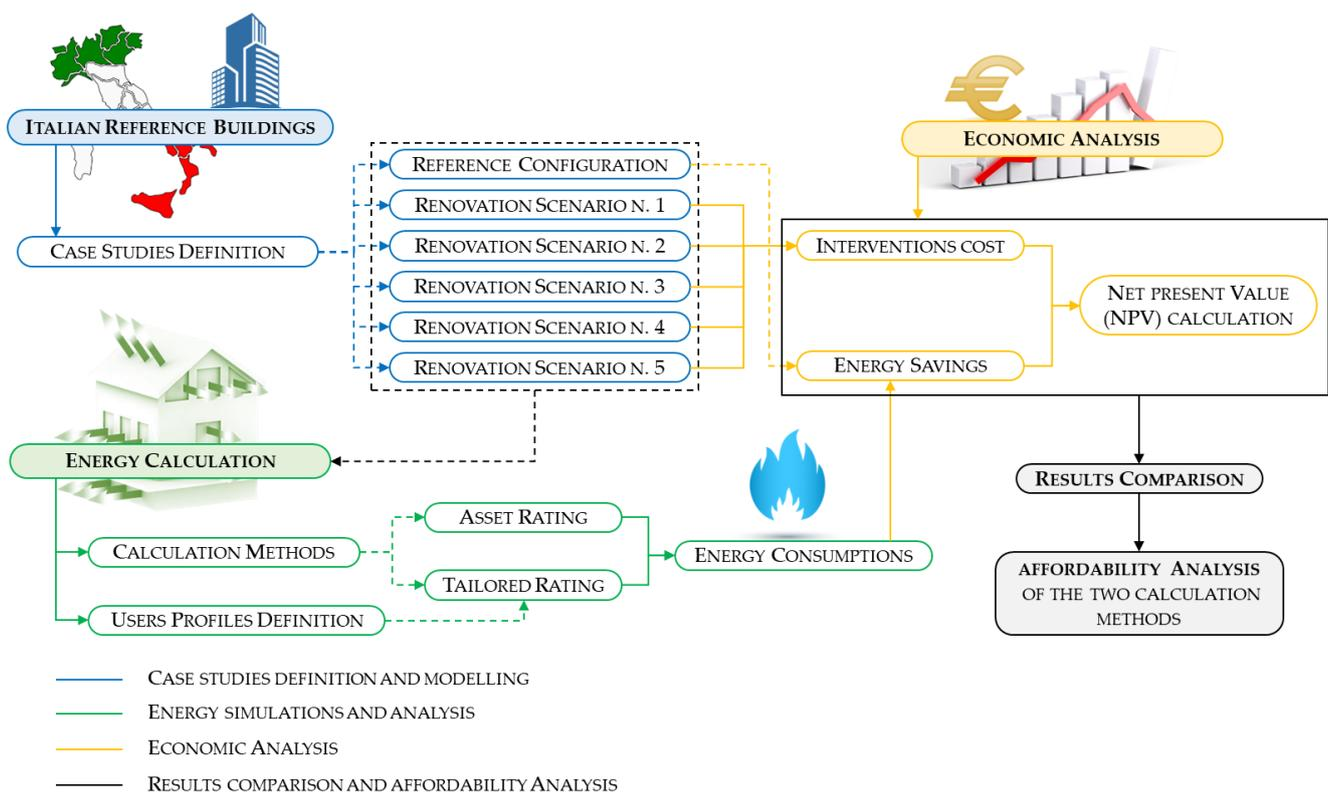 ITALIAN REFERENCE BUILDINGS
CASE STUDIES DEFINITION
REFERENCE CONFIGURATION
RENOVATION SCENARIO N. 1
RENOVATION SCENARIO N. 2
RENOVATION SCENARIO N. 3
RENOVATION SCENARIO N. 4
RENOVATION SCENARIO N. 5
€
ECONOMIC ANALYSIS
INTERVENTIONS COST
ENERGY SAVINGS
NET PRESENT VALUE
(NPV) CALCULATION
ENERGY CALCULATION
CALCULATION METHODS
USERS PROFILES DEFINITION
ASSET RATING
TAILORED RATING
ENERGY CONSUMPTIONS
RESULTS COMPARISON
AFFORDABILITY ANALYSIS
OF THE TWO CALCULATION
METHODS
CASE STUDIES DEFINITION AND MODELLING
ENERGY SIMULATIONS AND ANALYSIS
ECONOMIC ANALYSIS
RESULTS COMPARISON AND AFFORDABILITY ANALYSIS